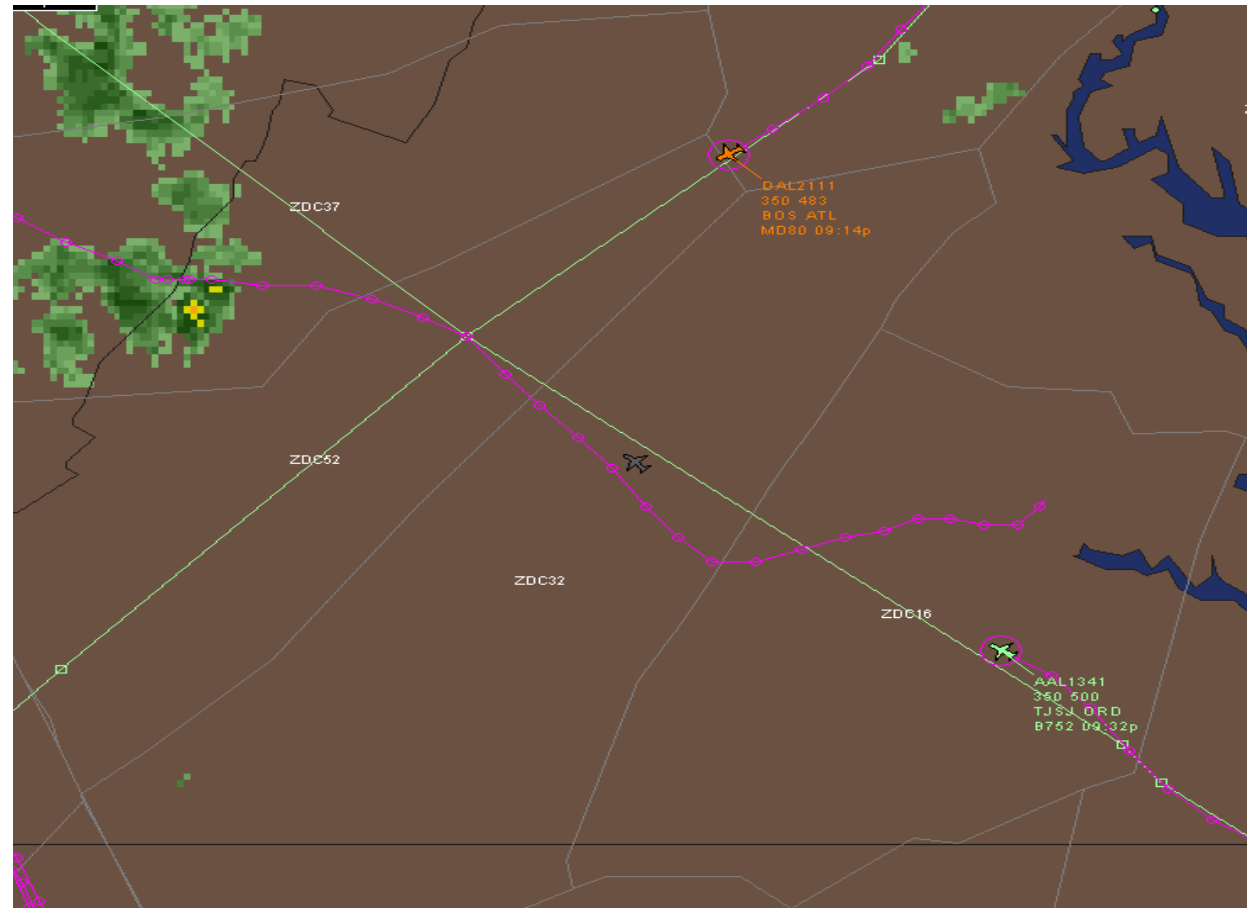 ZDC37
DAL2111
350 483
BOS ATL
MD80 09:14p
ZDC52
ZDC32
ZDC16
AAL1341
350 500
TJSJ ORD
B752 09:32p